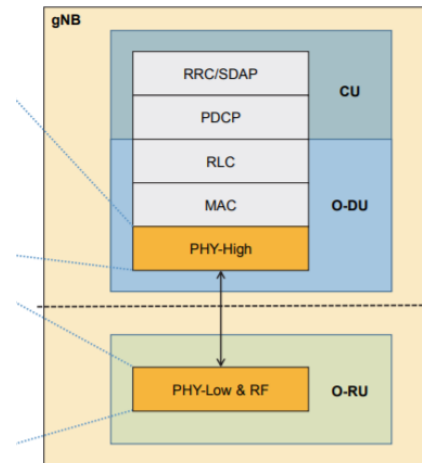 gNB
RRC/SDAP
CU
PDCP
RLC
MAC
O-DU
PHY-High
PHY-Low & RF
O-RU